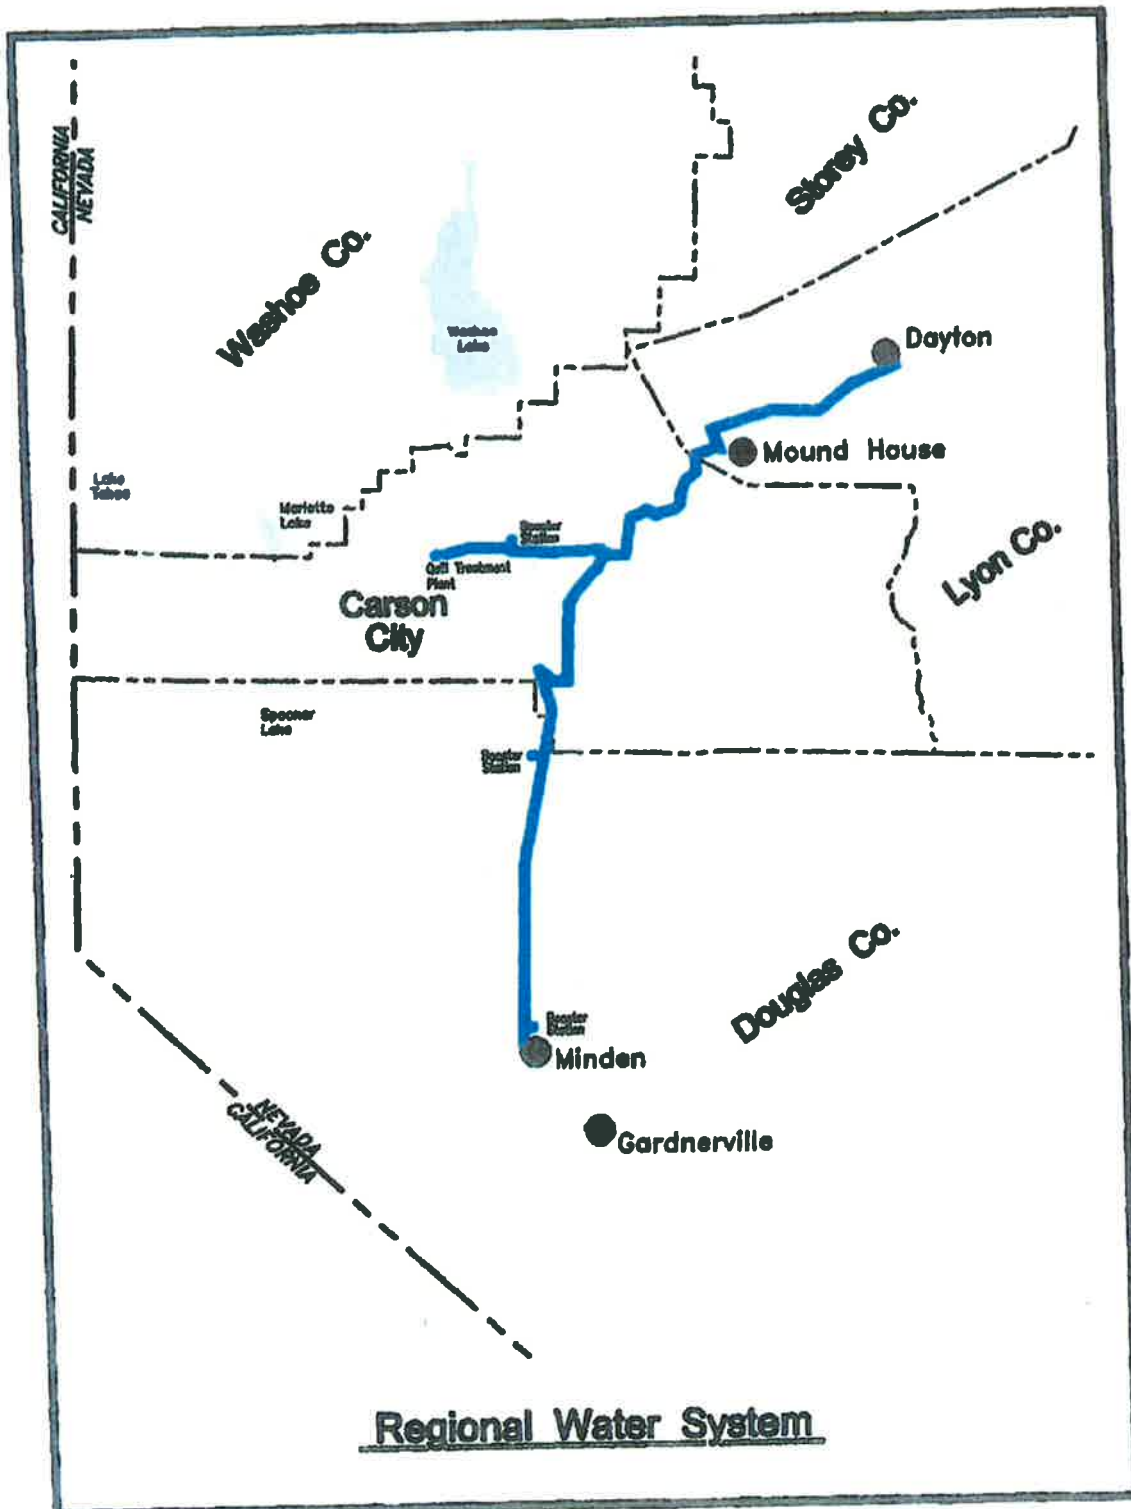 CALIFORNIA
NEVADA
Washoe Co.
Storey Co.
Washoe
Lake
Dayton
Mound House
Lake
Tahoe
Marlette
Lake
Booster
Station
Quill Treatment
Plant
Carson
City
Lyon Co.
Spooner
Lake
Booster
Station
Douglas Co.
Booster
Station
Minden
NEVADA
CALIFORNIA
Gardnerville
Regional Water System